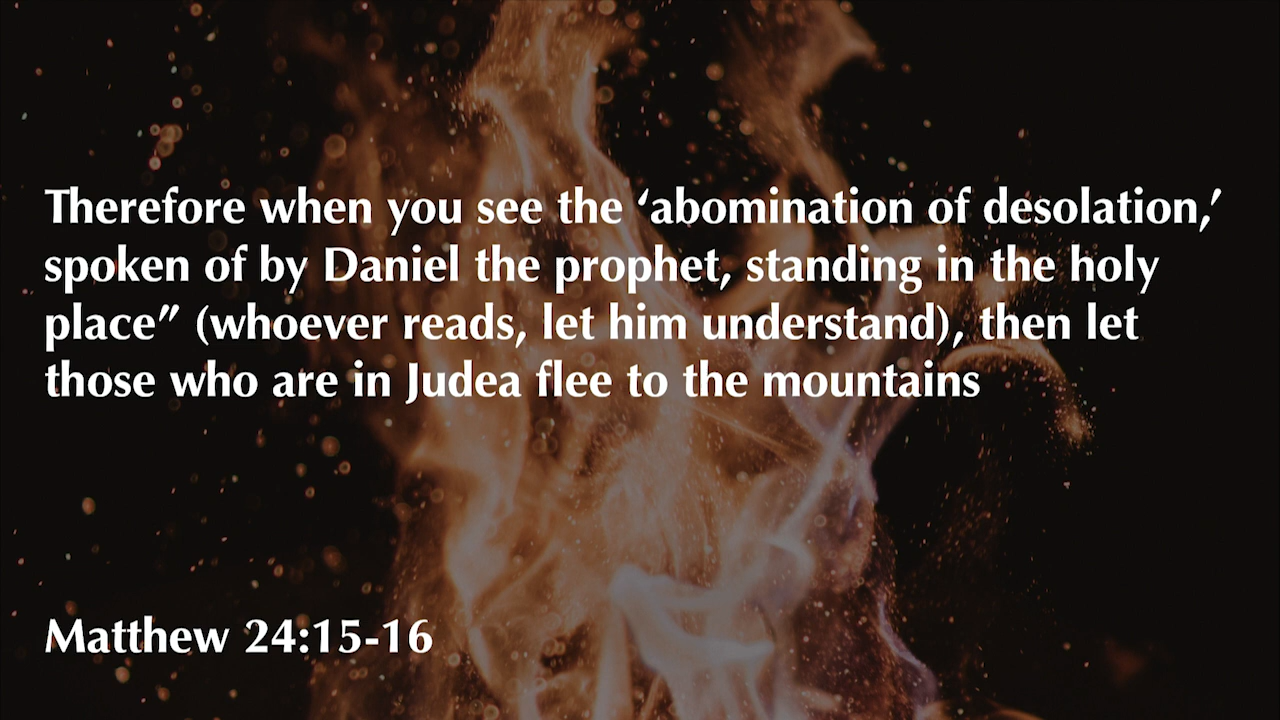 Therefore when you see the ‘abomination of desolation,’
spoken of by Daniel the prophet, standing in the holy
place” (whoever reads, let him understand), then let
those who are in Judea flee to the mountains
Matthew 24:15-16